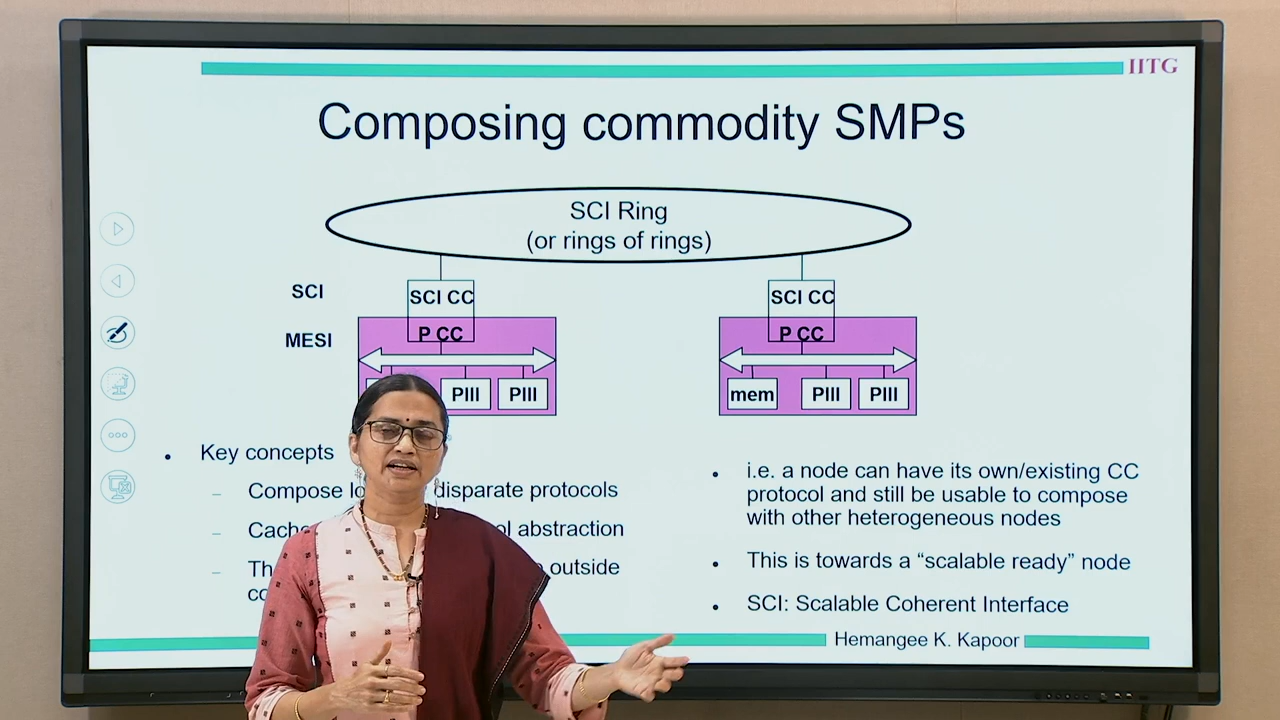 IITG
Composing commodity SMPs
SCI Ring
(or rings of rings)
SCI
SCI CC
SCI CC
MESI
P CC
P CC
PIII
PIII
mem
PIII
PIII
Key concepts
– Compose disparate protocols
– abstraction
– outside
i.e. a node can have its own/existing CC
protocol and still be usable to compose
with other heterogeneous nodes
This is towards a “scalable ready” node
SCI: Scalable Coherent Interface
Hemangee K. Kapoor